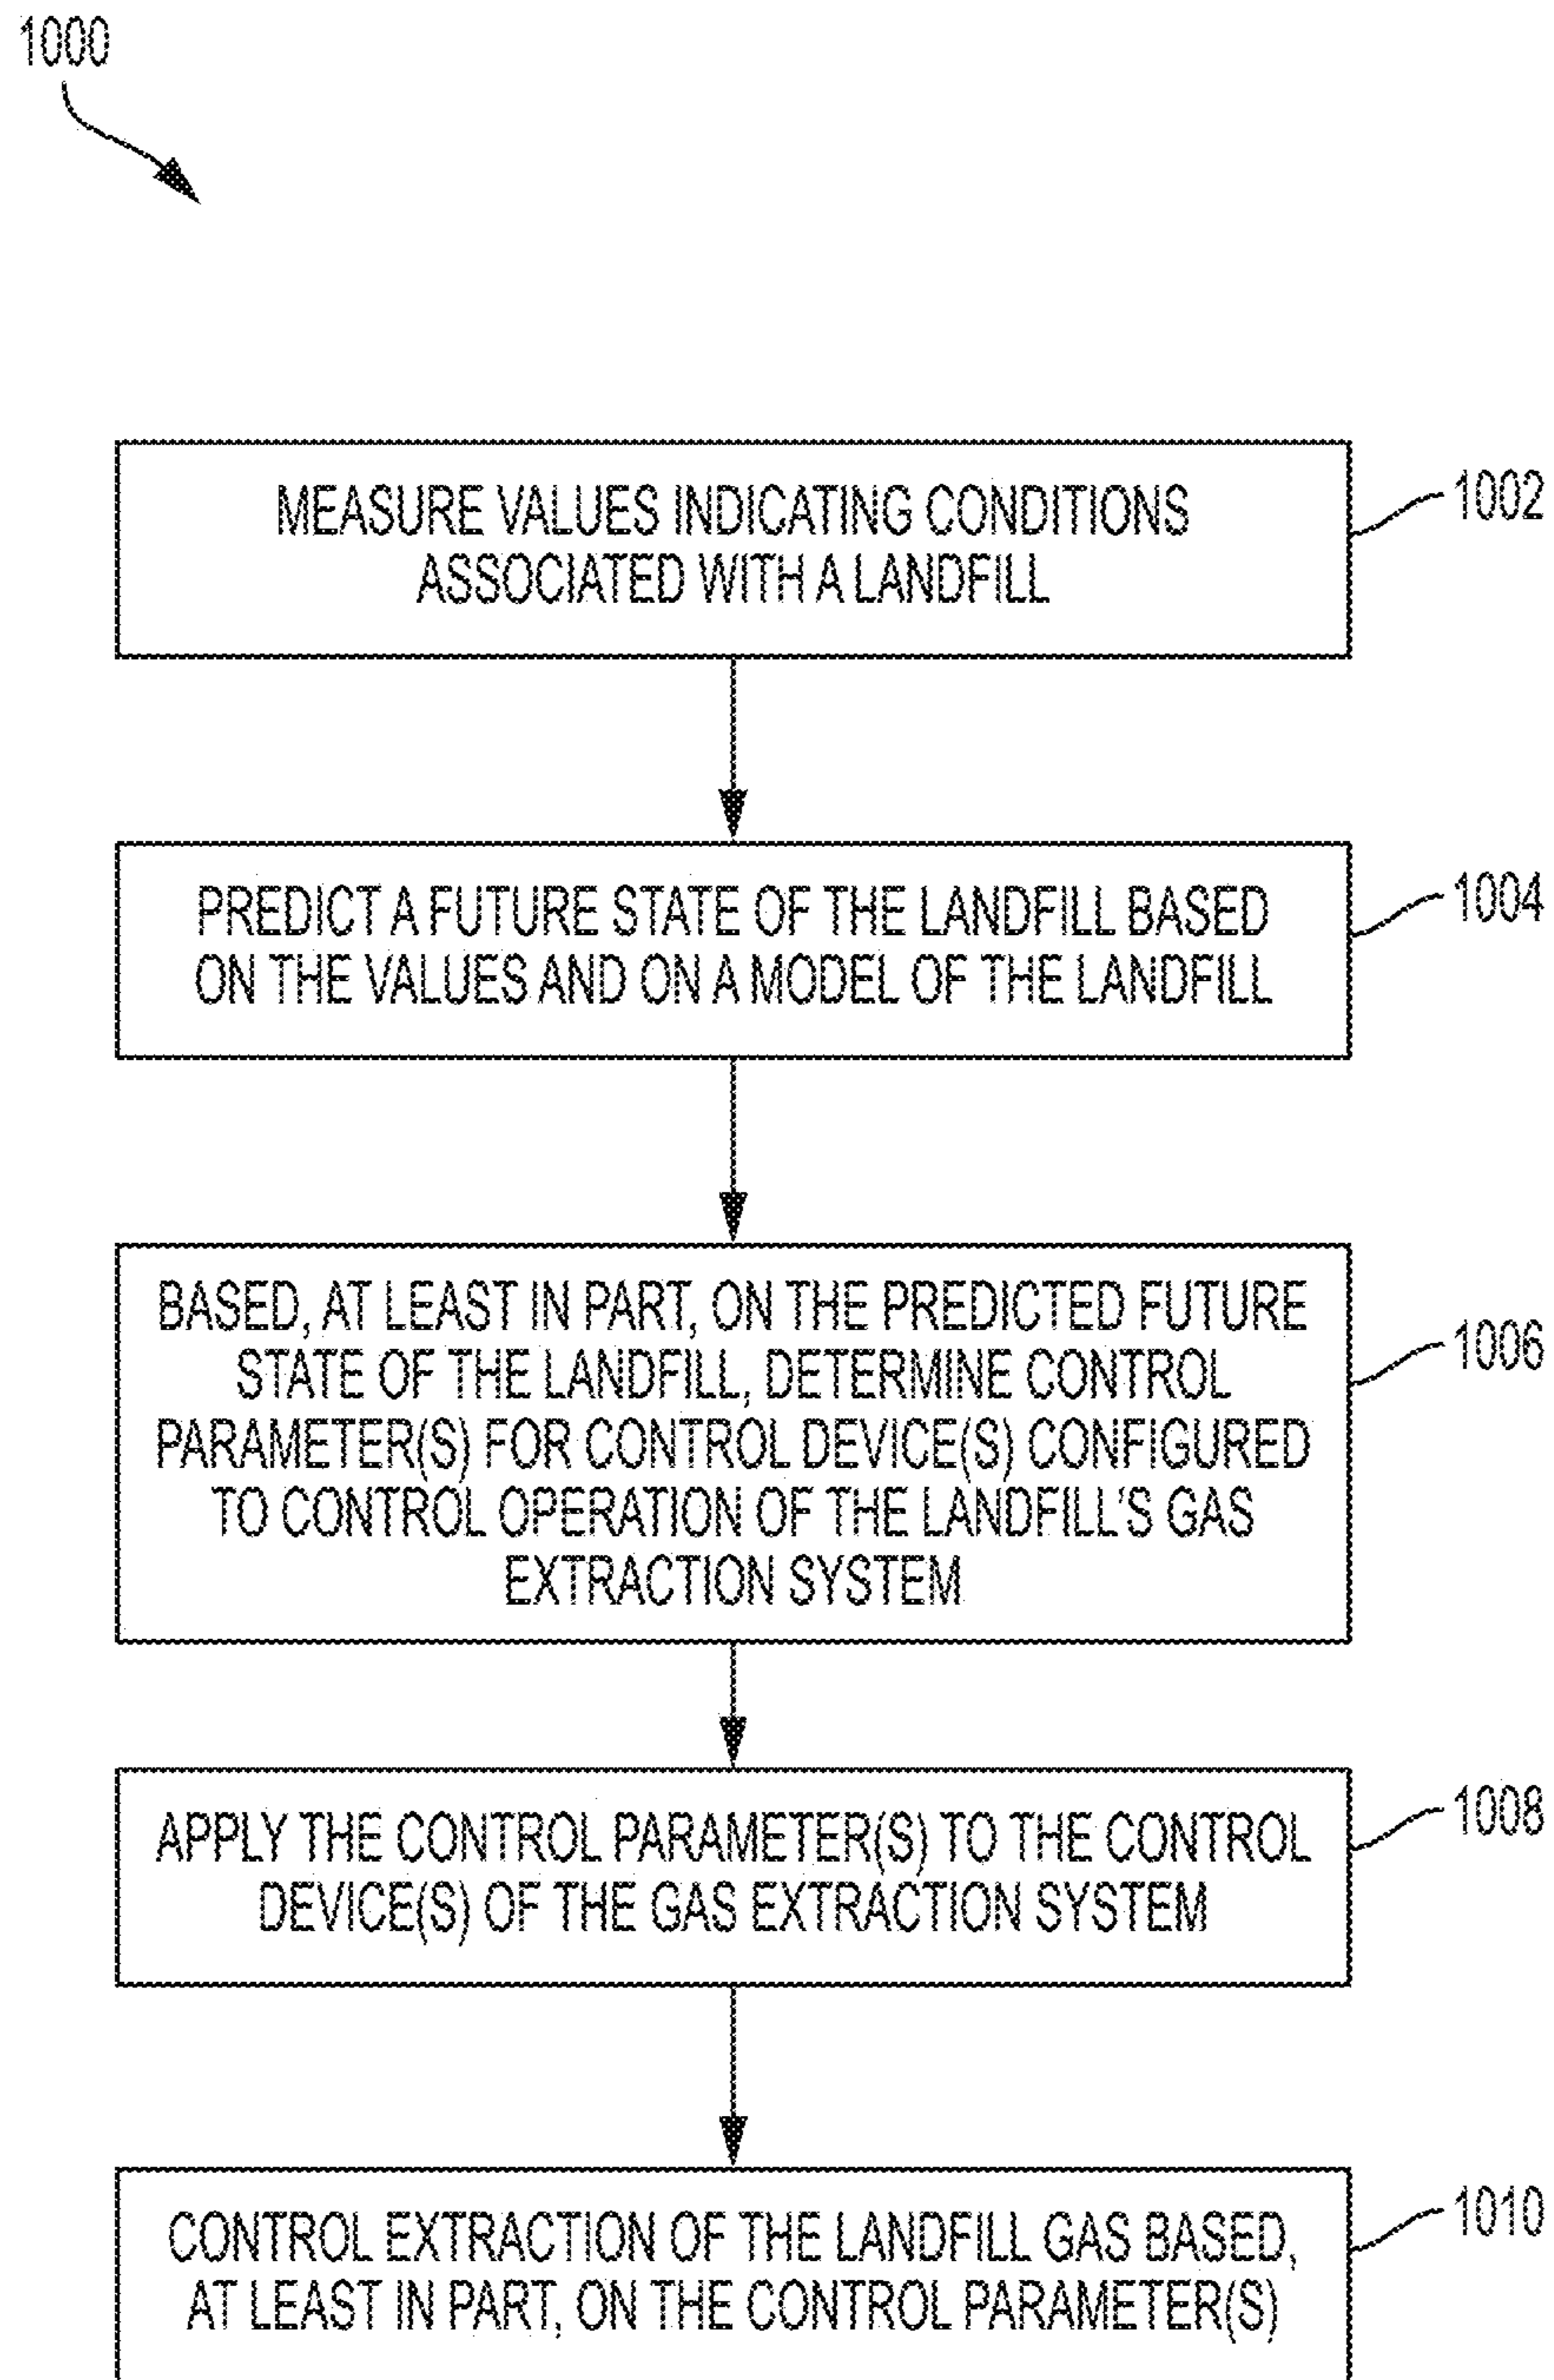 1000
MEASURE VALUES INDICATING CONDITIONS
ASSOCIATED WITH A LANDFILL
1002
PREDICT A FUTURE STATE OF THE LANDFILL BASED
ON THE VALUES AND ON A MODEL OF THE LANDFILL
1004
BASED, AT LEAST IN PART, ON THE PREDICTED FUTURE
STATE OF THE LANDFILL, DETERMINE CONTROL
PARAMETER(S) FOR CONTROL DEVICE(S) CONFIGURED
TO CONTROL OPERATION OF THE LANDFILL'S GAS
EXTRACTION SYSTEM
1006
APPLY THE CONTROL PARAMETER(S) TO THE CONTROL
DEVICE(S) OF THE GAS EXTRACTION SYSTEM
1008
CONTROL EXTRACTION OF THE LANDFILL GAS BASED,
AT LEAST IN PART, ON THE CONTROL PARAMETER(S)
1010